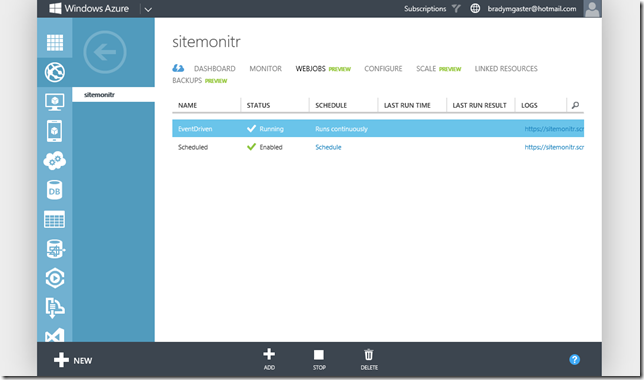 Windows Azure
Subscriptions bradymgaster@hotmail.com
sitemonitr
sitemonitr
DASHBOARD MONITOR WEBJOBS PREVIEW CONFIGURE SCALE PREVIEW LINKED RESOURCES
BACKUPS PREVIEW
NAME STATUS SCHEDULE LAST RUN TIME LAST RUN RESULT LOGS
EventDriven Running Runs continuously https://sitemonitr.scr
Scheduled Enabled Schedule https://sitemonitr.scr
DB
NEW ADD STOP DELETE ?